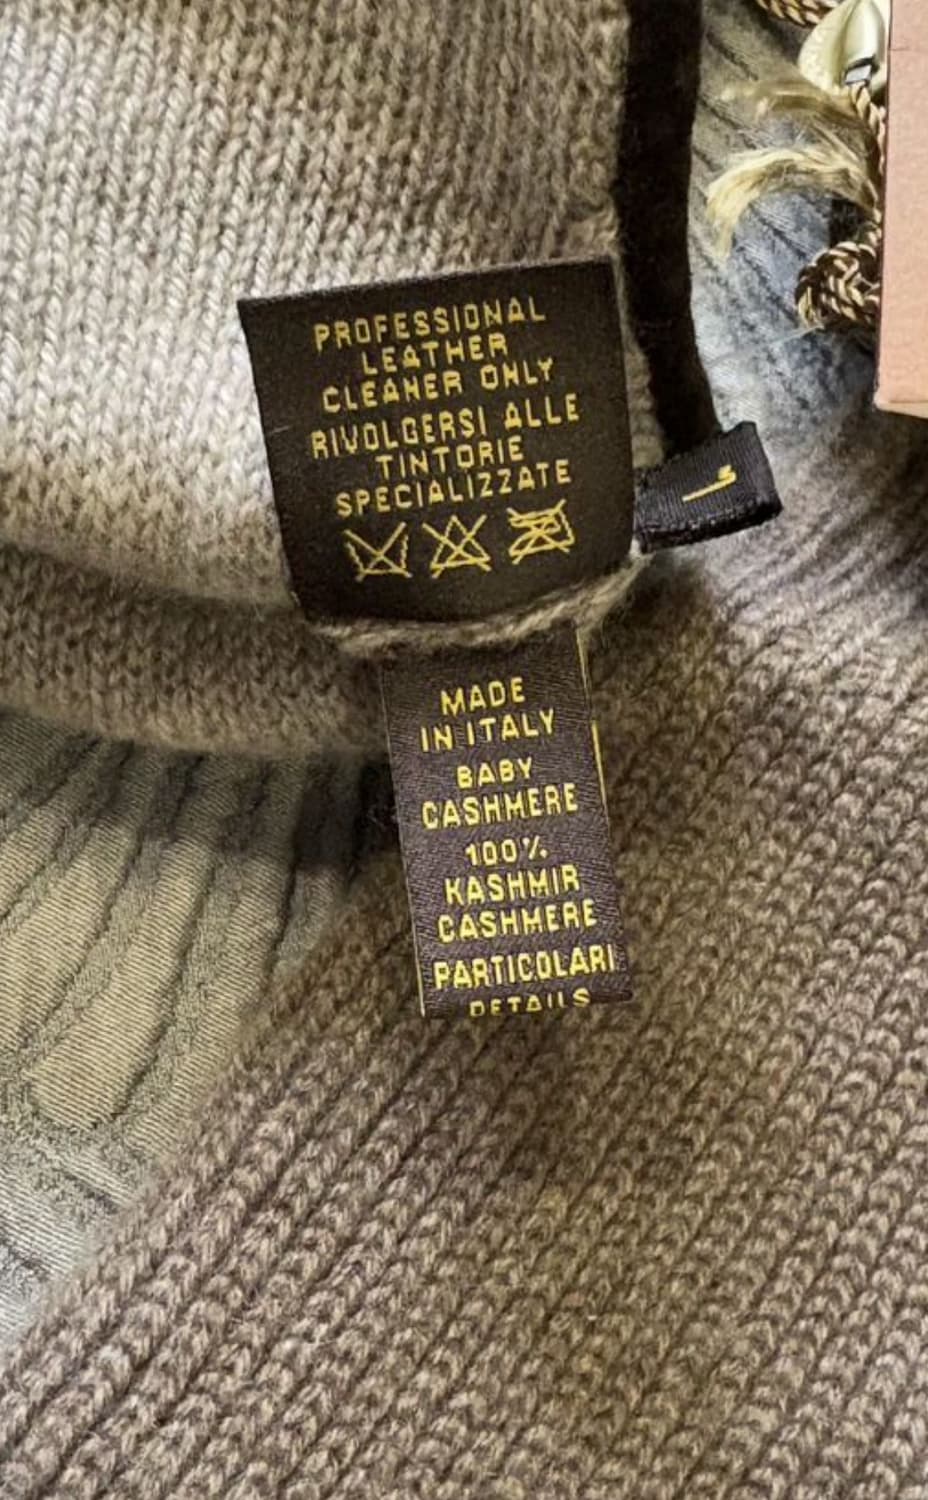 PROFESSIONAL
LEATHER
CLEANER ONLY
RIVOLGERSI ALLE
TINTORIE
SPECIALIZZATE
MADE
IN ITALY
BABY
CASHMERE
100%
KASHMIR
CASHMERE
PARTICOLARI
DETAILS